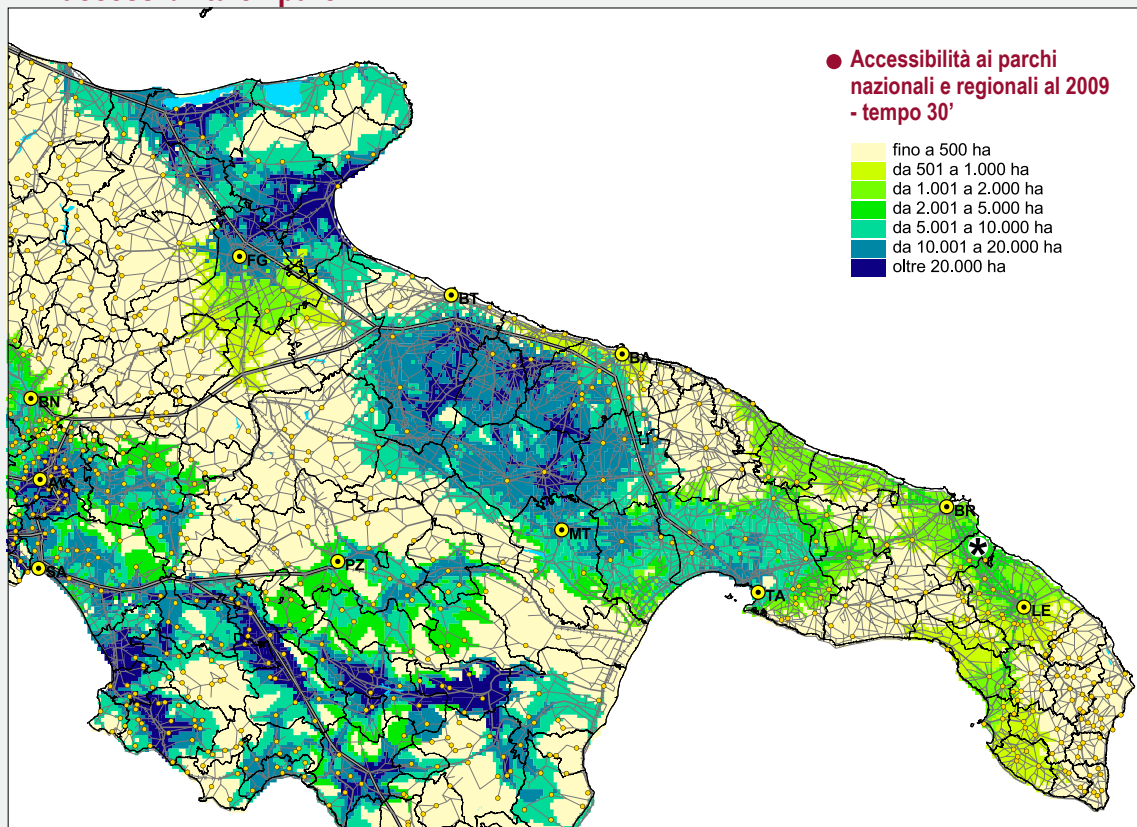 ● Accessibilità ai parchi
nazionali e regionali al 2009
- tempo 30’
fino a 500 ha
da 501 a 1.000 ha
da 1.001 a 2.000 ha
da 2.001 a 5.000 ha
da 5.001 a 10.000 ha
da 10.001 a 20.000 ha
oltre 20.000 ha
FG
BT
BA
BN
AV
BR
MT
PZ
SA
TA
LE
*